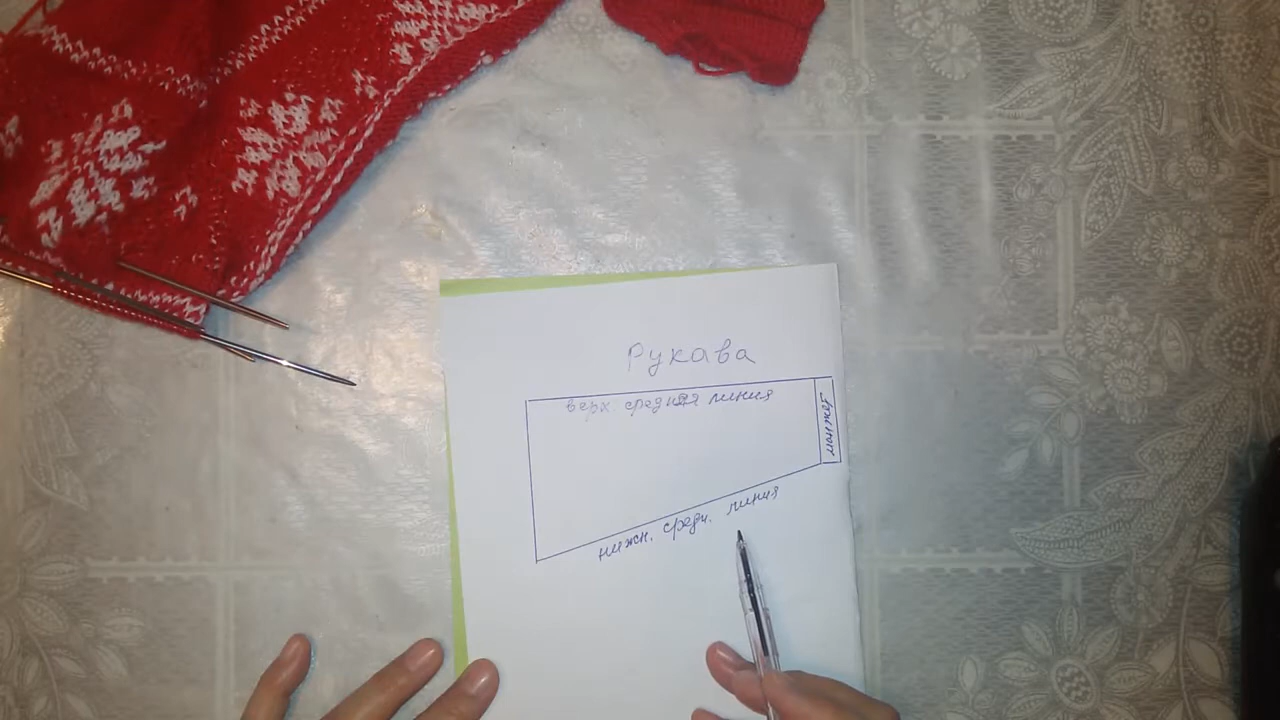 Рукава
верх. средняя линия
манжет
нижн. средн. линия